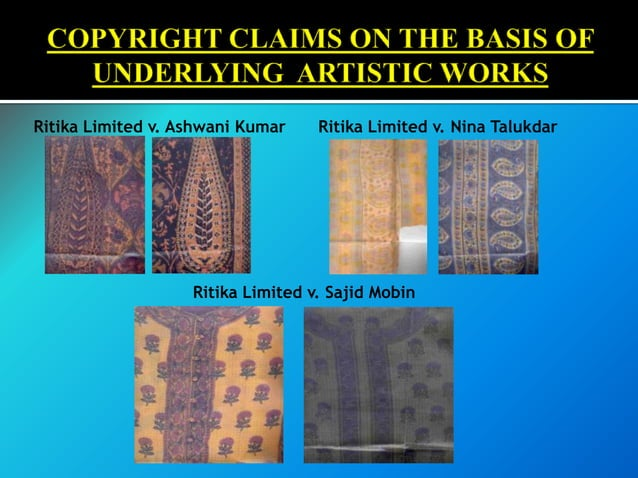 COPYRIGHT CLAIMS ON THE BASIS OF
UNDERLYING ARTISTIC WORKS
Ritika Limited v. Ashwani Kumar
Ritika Limited v. Nina Talukdar
Ritika Limited v. Sajid Mobin